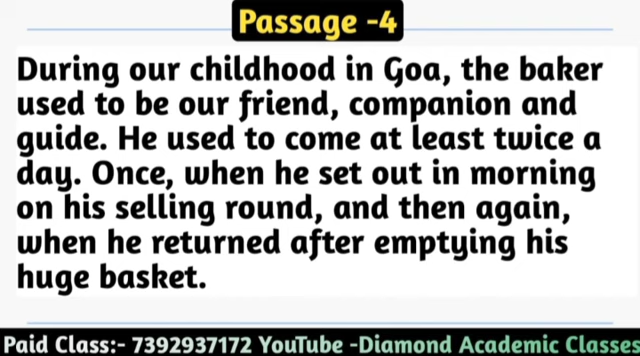 Passage -4
During our childhood in Goa, the baker
used to be our friend, companion and
guide. He used to come at least twice a
day. Once, when he set out in morning
on his selling round, and then again,
when he returned after emptying his
huge basket.
Paid Class:- 7392937172 YouTube -Diamond Academic Classes